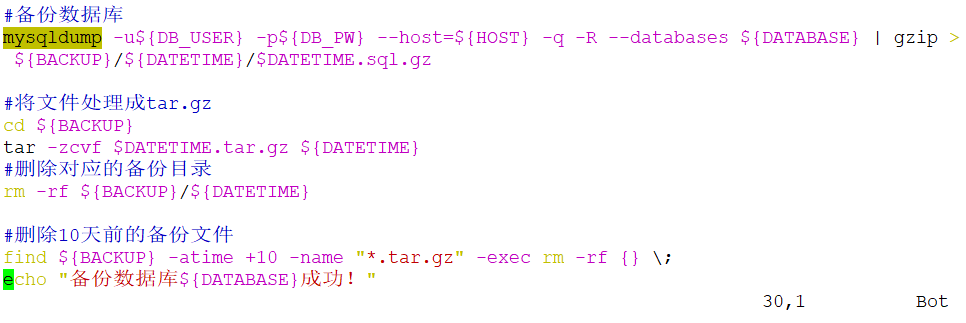 #备份数据库
mysqldump -u${DB_USER} -p${DB_PW} --host=${HOST} -q -R --databases ${DATABASE} | gzip >
 ${BACKUP}/${DATETIME}/$DATETIME.sql.gz
#将文件处理成tar.gz
cd ${BACKUP}
tar -zcvf $DATETIME.tar.gz ${DATETIME}
#删除对应的备份目录
rm -rf ${BACKUP}/${DATETIME}
#删除10天前的备份文件
find ${BACKUP} -atime +10 -name "*.tar.gz" -exec rm -rf {} \;
echo "备份数据库${DATABASE}成功！"
30,1 Bot